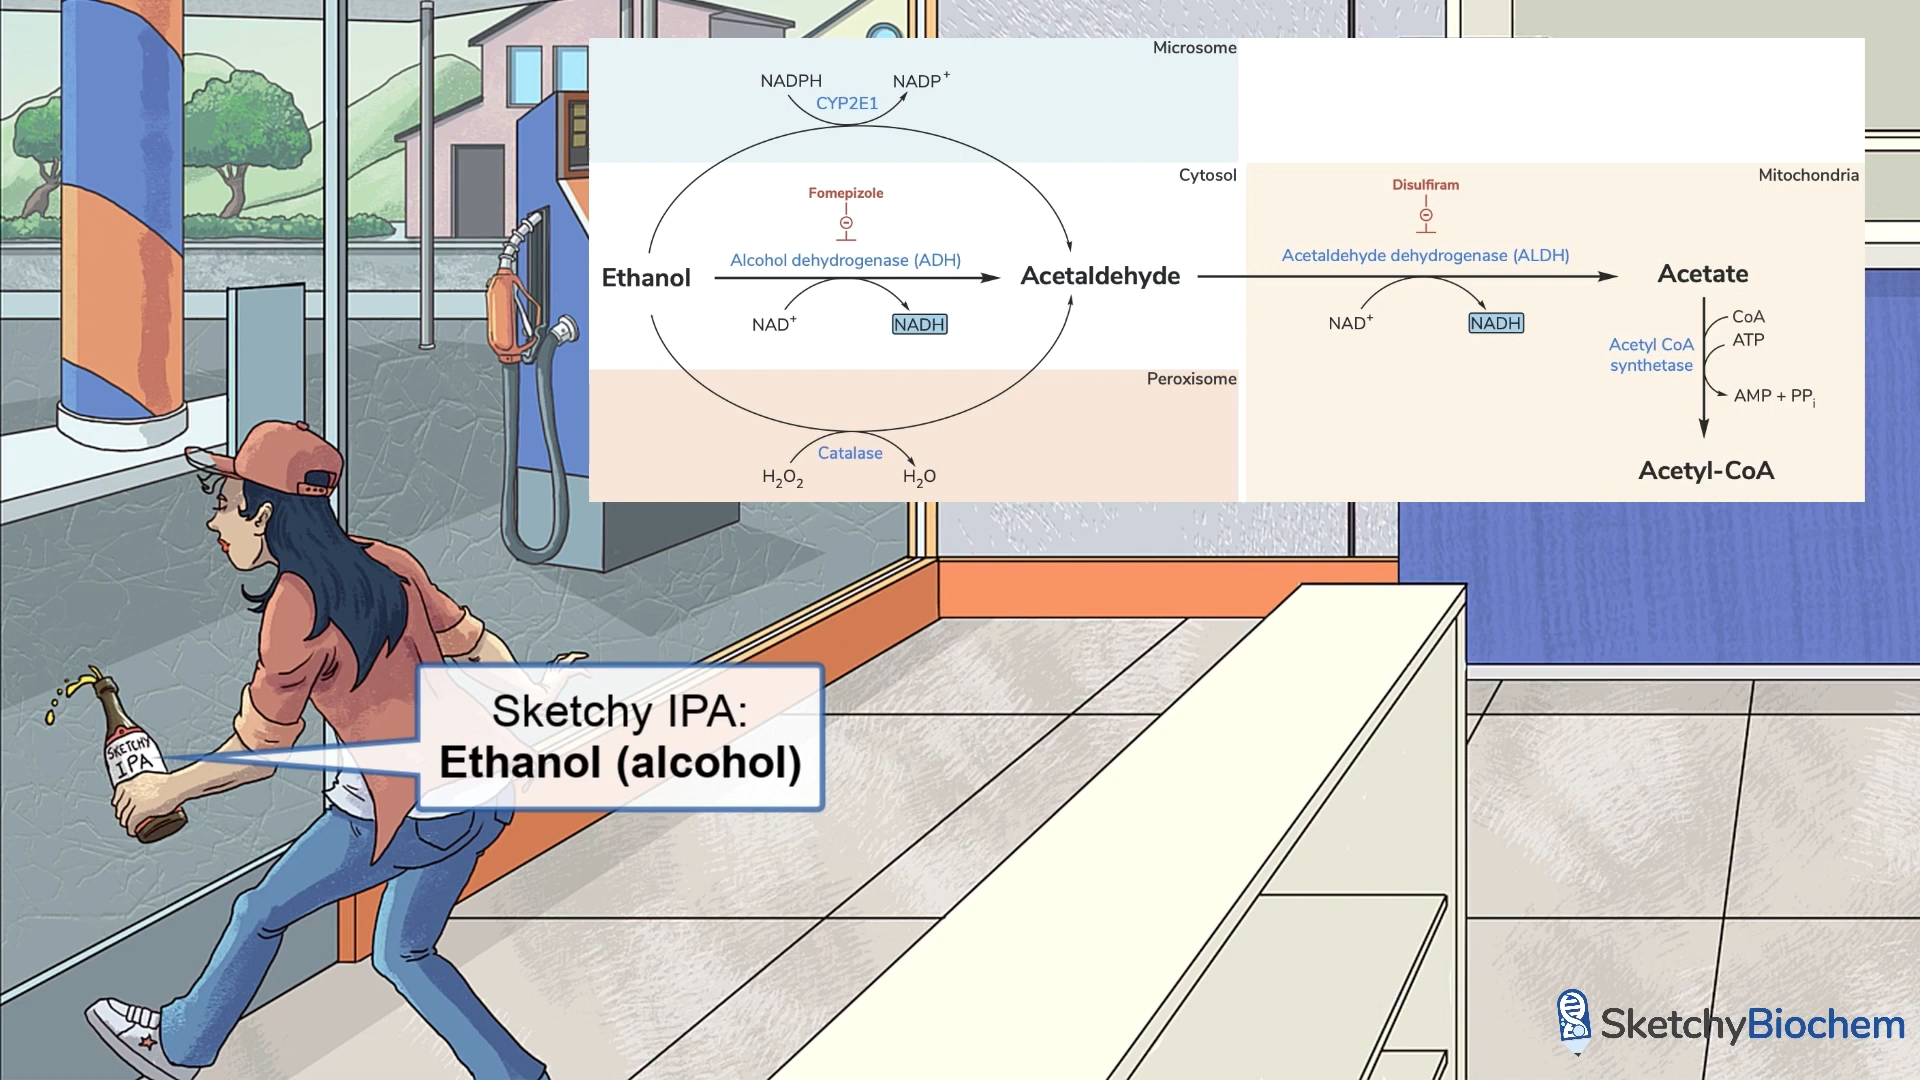 Microsome
NADPH NADP⁺
CYP2E1
Cytosol
Mitochondria
Fomepizole
Disulfiram
Alcohol dehydrogenase (ADH)
Acetaldehyde dehydrogenase (ALDH)
Ethanol
Acetaldehyde
Acetate
NAD⁺ NADH
NAD⁺ NADH
CoA
ATP
Acetyl CoA
synthetase
AMP + PPᵢ
Peroxisome
Catalase
H₂O₂ H₂O
Acetyl-CoA
Sketchy IPA:
Ethanol (alcohol)
SKETCHY
IPA
SketchyBiochem